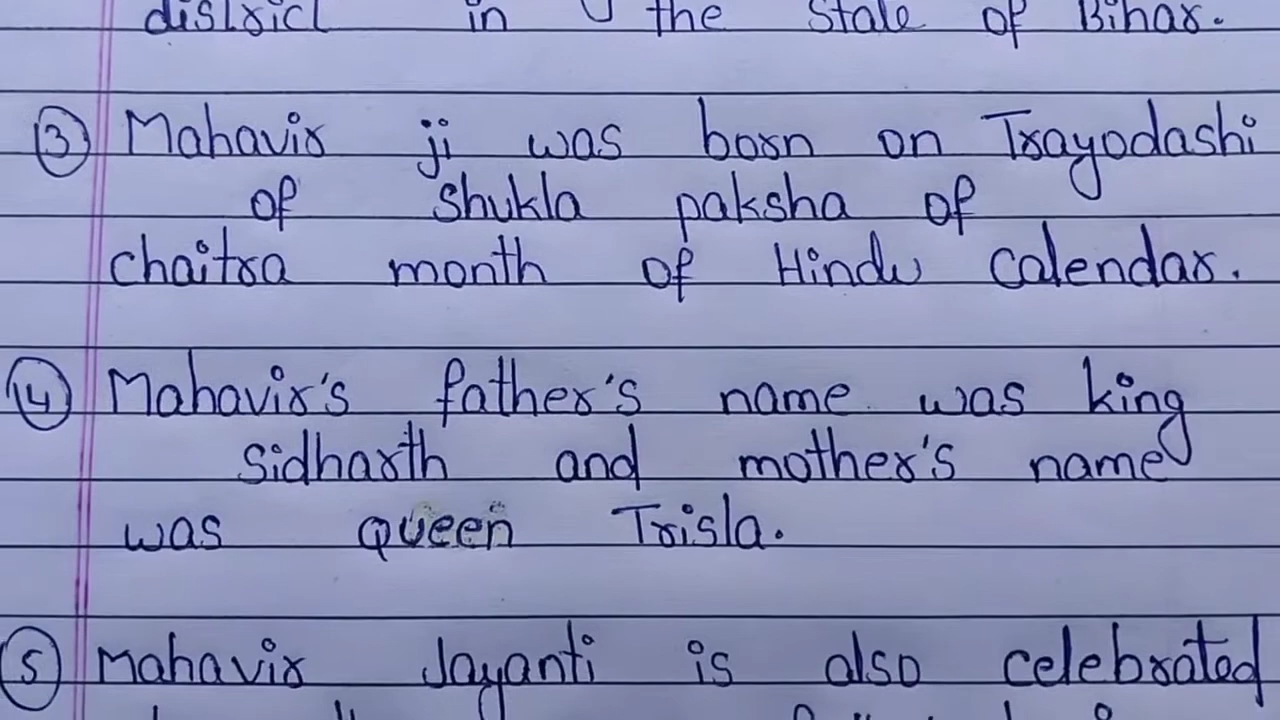 district in the state of Bihar.
③ Mahavir ji was born on Trayodashi
of shukla paksha of
chaitra month of Hindu calendar.
④ Mahavir's father's name was king
Sidharth and mother's name
was queen Trisla.
⑤ Mahavir Jayanti is also celebrated